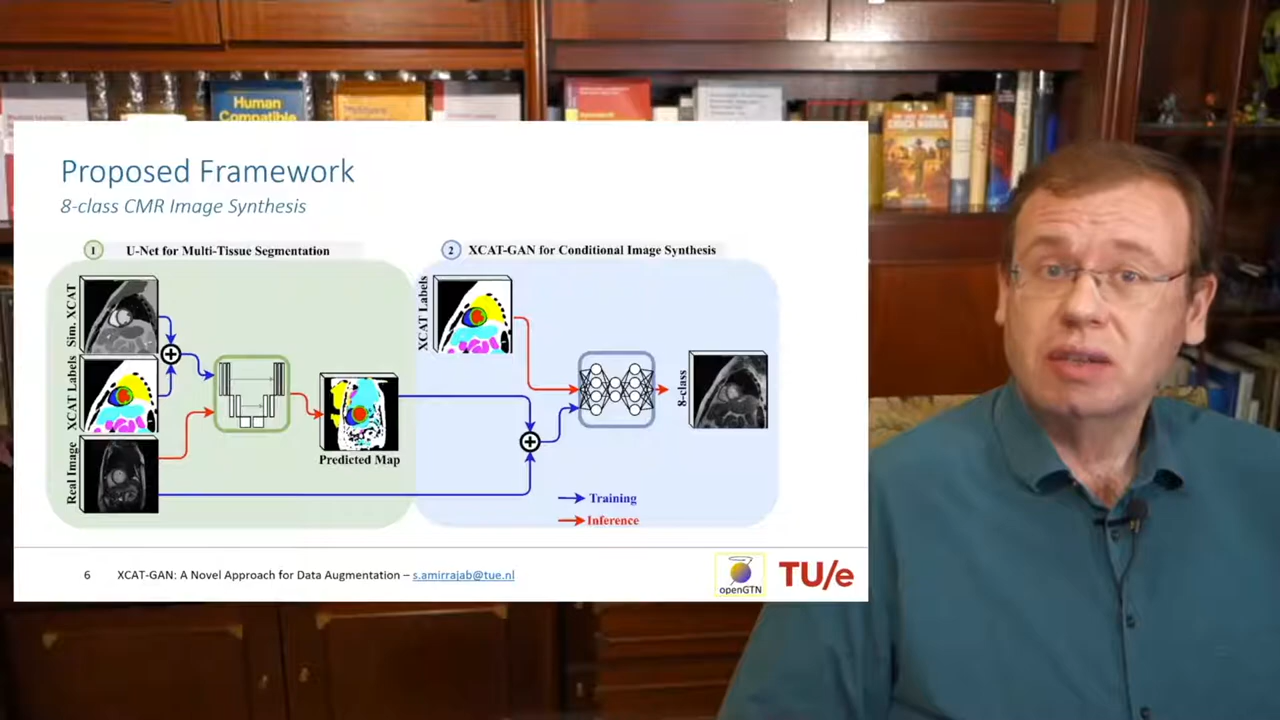 Human
Compatible
Proposed Framework
8-class CMR Image Synthesis
1 U-Net for Multi-Tissue Segmentation
2 XCAT-GAN for Conditional Image Synthesis
Sim. XCAT
XCAT Labels
Real Image
Predicted Map
XCAT Labels
8-class
Training
Inference
6 XCAT-GAN: A Novel Approach for Data Augmentation – s.amirrajab@tue.nl
openGTN
TU/e